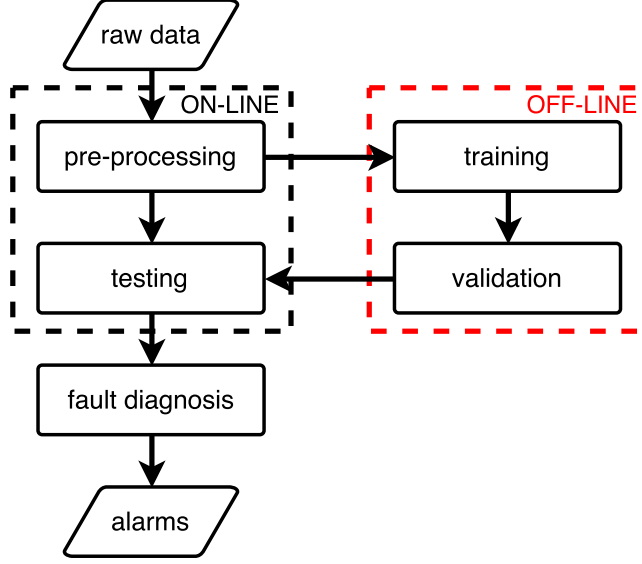 raw data
ON-LINE
OFF-LINE
pre-processing
training
testing
validation
fault diagnosis
alarms